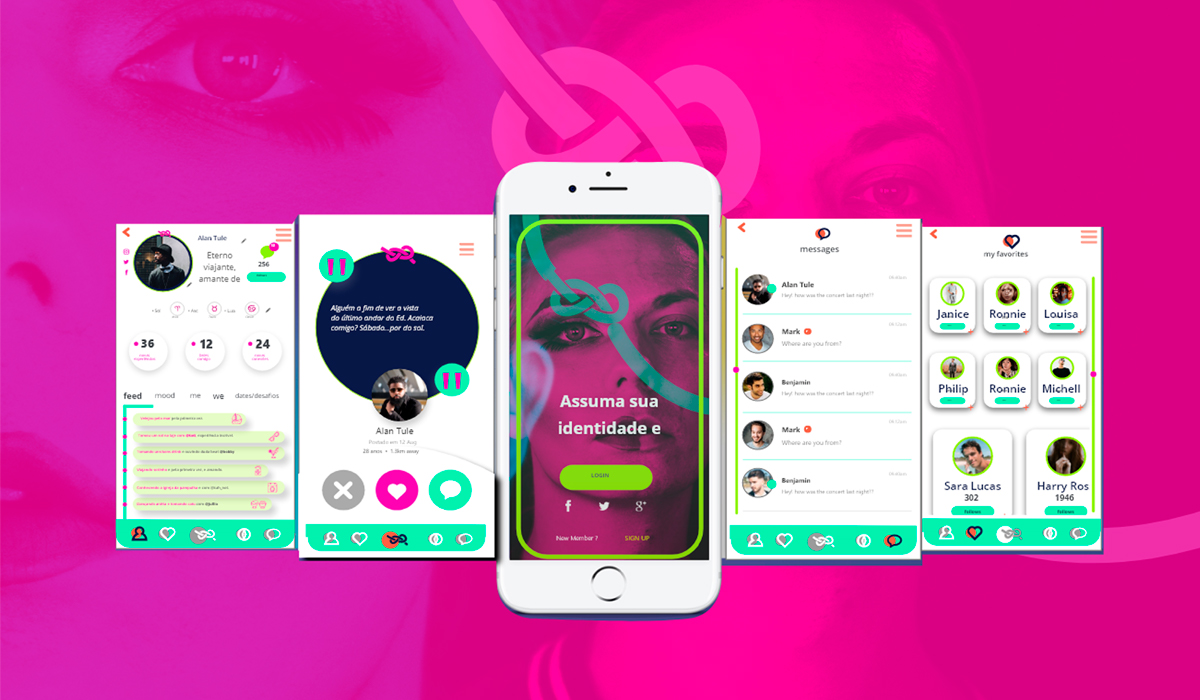 Alan Tule
Eterno
viajante,
amante de
256
36
12
24
feed mood me we dates/desafios
Alguém a fim de ver a vista
do último andar do Ed. Acaiaca
comigo? Sábado...por do sol.
Alan Tule
Postado em 12 Aug
28 anos • 1.3km away
Assuma sua
identidade e
LOGIN
New Member ?
SIGN-UP
messages
Alan Tule
Hey! how was the concert last night??
Mark
Where are you from?
Benjamin
Hey! how was the concert last night??
Mark
Where are you from?
Benjamin
Hey! how was the concert last night??
my favorites
Janice
Ronnie
Louisa
Philip
Ronnie
Michell
Sara Lucas
302
follows
Harry Ros
1946
follows